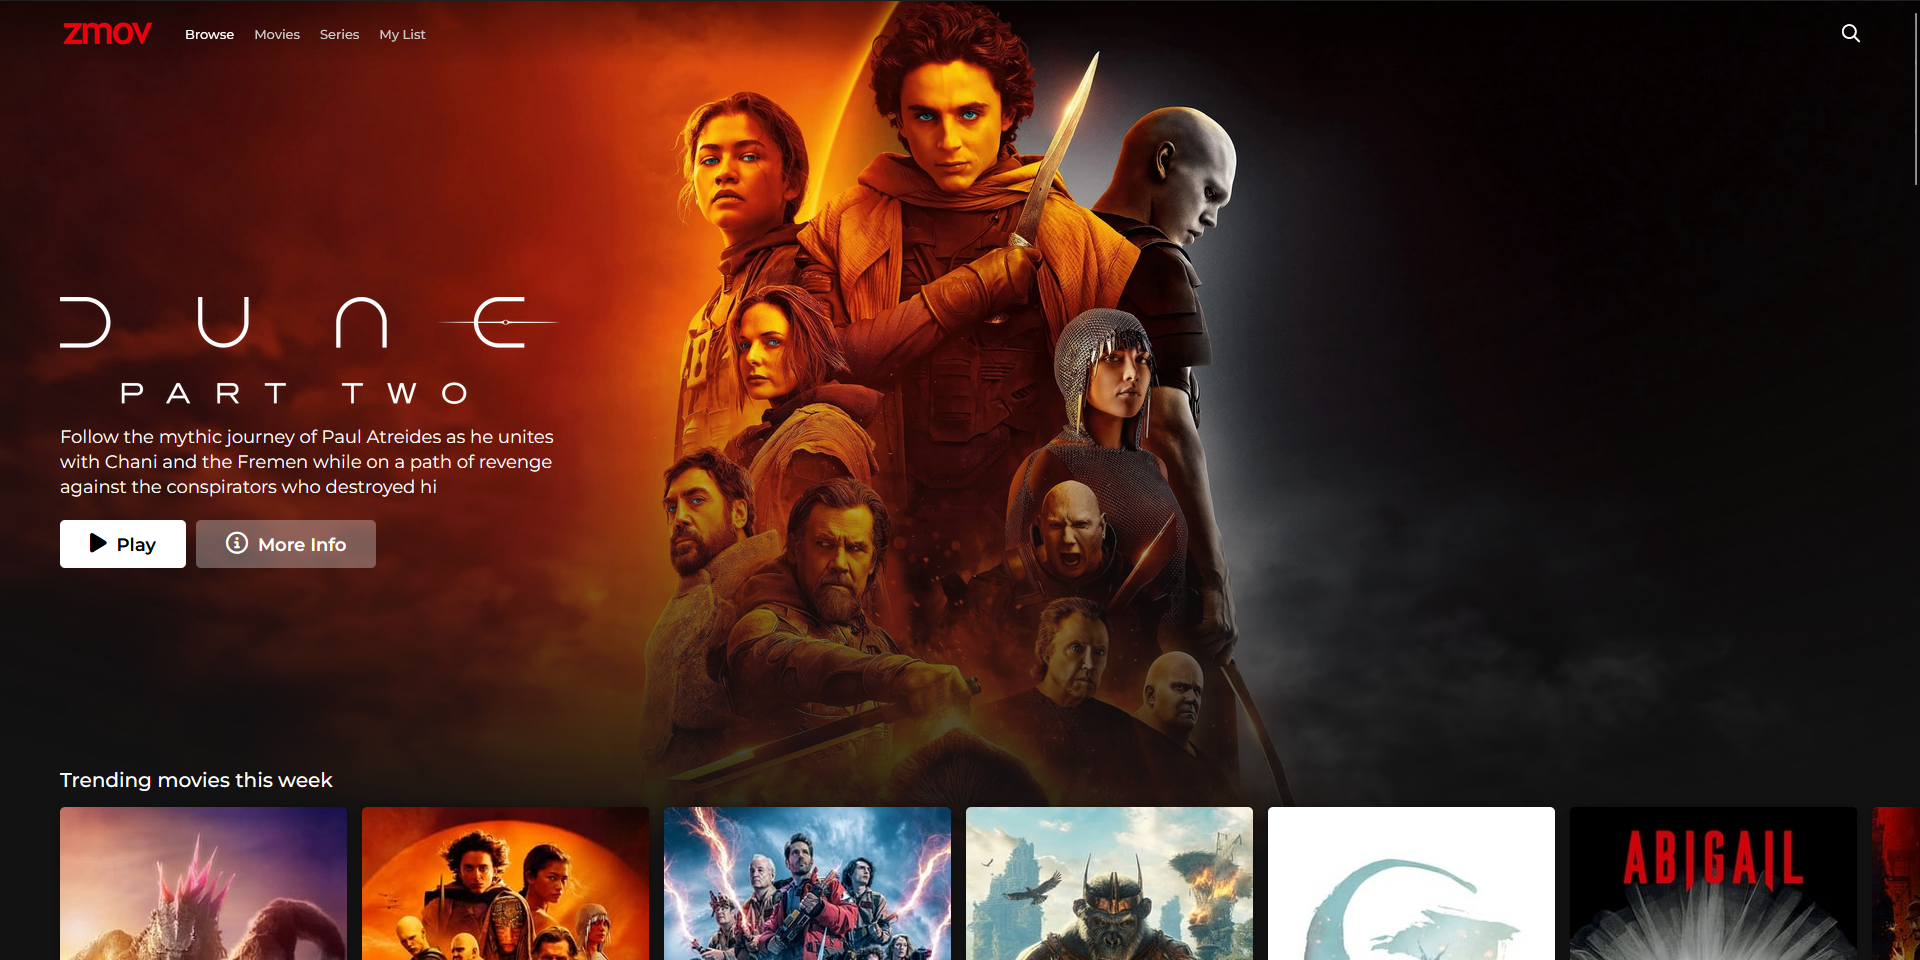 zmov
Browse Movies Series My List
DUNE
PART TWO
Follow the mythic journey of Paul Atreides as he unites
with Chani and the Fremen while on a path of revenge
against the conspirators who destroyed hi
Play
More Info
Trending movies this week
ABIGAIL